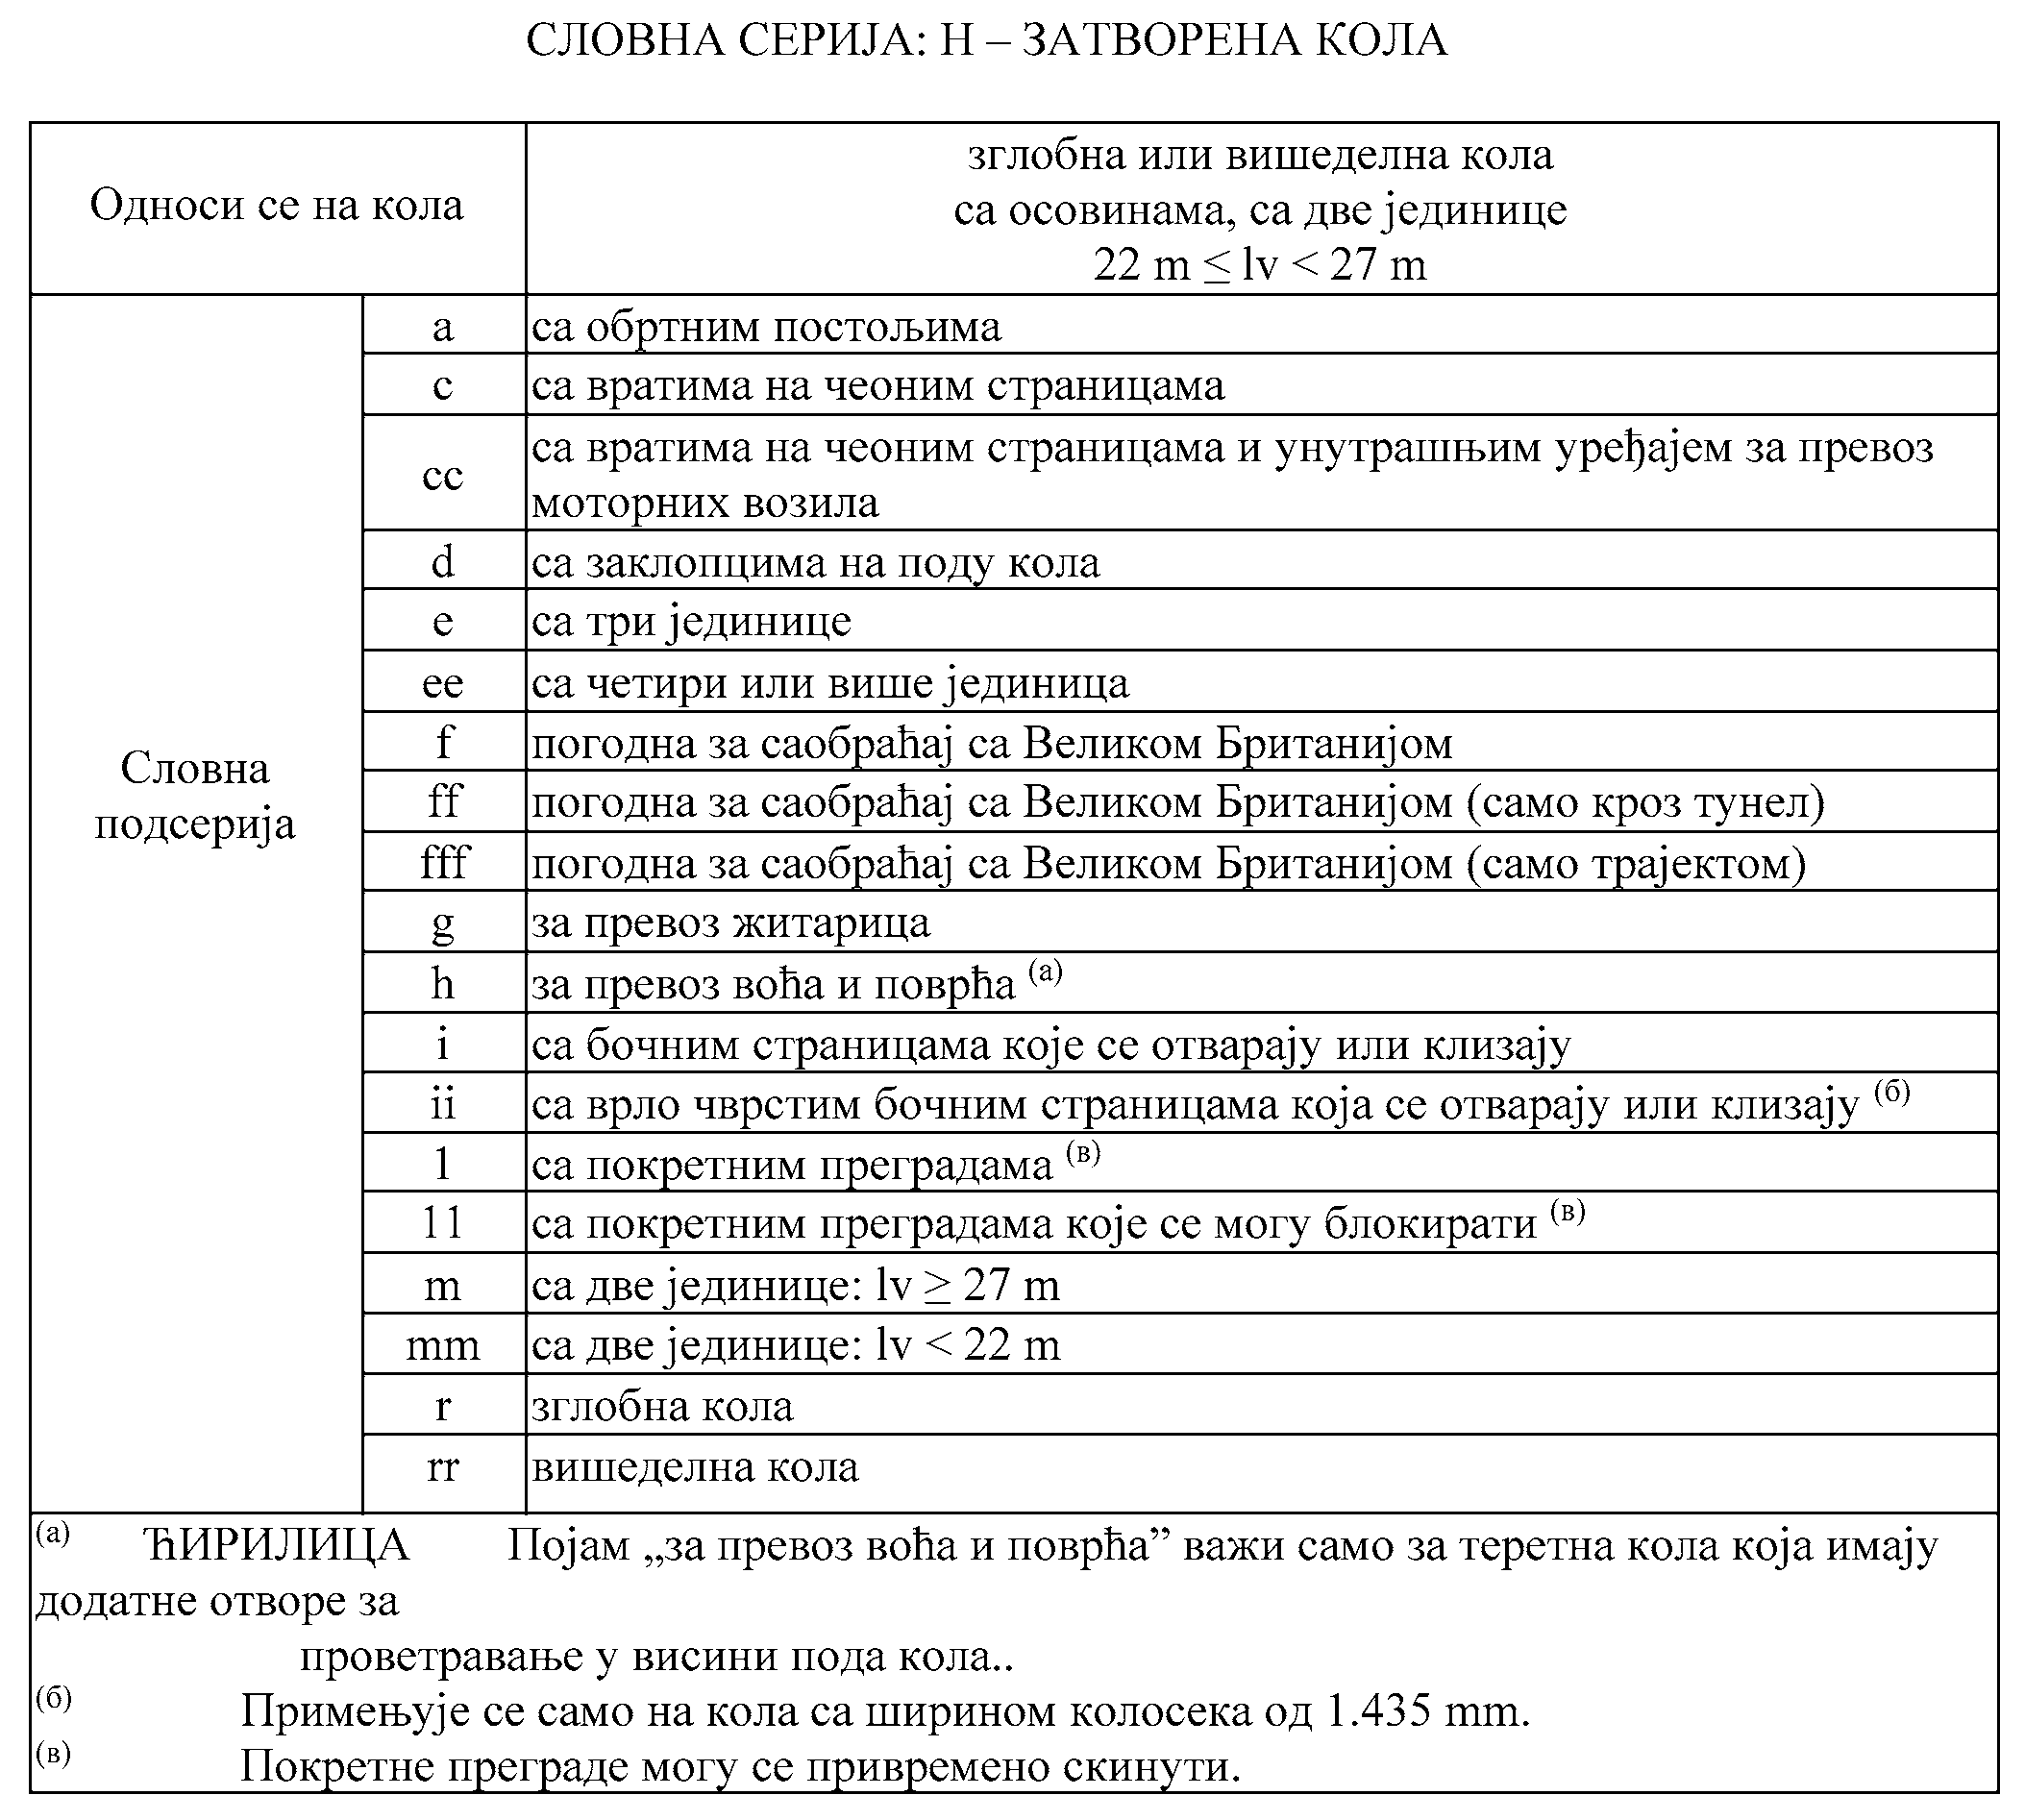 СЛОВНА СЕРИЈА: Н – ЗАТВОРЕНА КОЛА
Односи се на кола
зглобна или вишеделна кола
са осовинама, са две јединице
22 m ≤ lv < 27 m
Словна
подсерија
a са обртним постољима
c са вратима на чеоним страницама
cc са вратима на чеоним страницама и унутрашњим уређајем за превоз
моторних возила
d са заклопцима на поду кола
e са три јединице
ee са четири или више јединица
f погодна за саобраћај са Великом Британијом
ff погодна за саобраћај са Великом Британијом (само кроз тунел)
fff погодна за саобраћај са Великом Британијом (само трајектом)
g за превоз житарица
h за превоз воћа и поврћа (а)
i са бочним страницама које се отварају или клизају
ii са врло чврстим бочним страницама која се отварају или клизају (б)
1 са покретним преградама (в)
11 са покретним преградама које се могу блокирати (в)
m са две јединице: lv ≥ 27 m
mm са две јединице: lv < 22 m
r зглобна кола
rr вишеделна кола
(а) ЋИРИЛИЦА Појам „за превоз воћа и поврћа” важи само за теретна кола која имају
додатне отворе за
проветравање у висини пода кола..
(б) Примењује се само на кола са ширином колосека од 1.435 mm.
(в) Покретне преграде могу се привремено скинути.